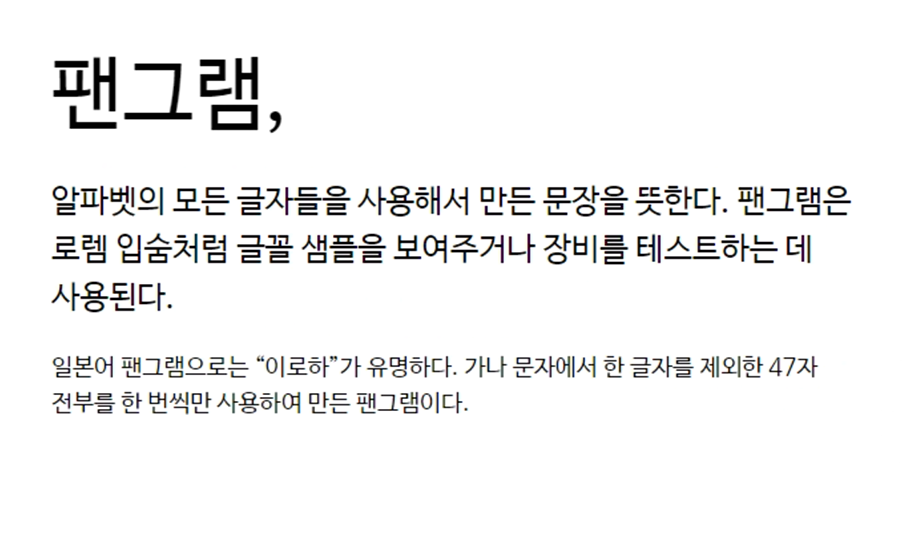 팬그램,
알파벳의 모든 글자들을 사용해서 만든 문장을 뜻한다. 팬그램은
로렘 입숨처럼 글꼴 샘플을 보여주거나 장비를 테스트하는 데
사용된다.
일본어 팬그램으로는 “이로하”가 유명하다. 가나 문자에서 한 글자를 제외한 47자
전부를 한 번씩만 사용하여 만든 팬그램이다.